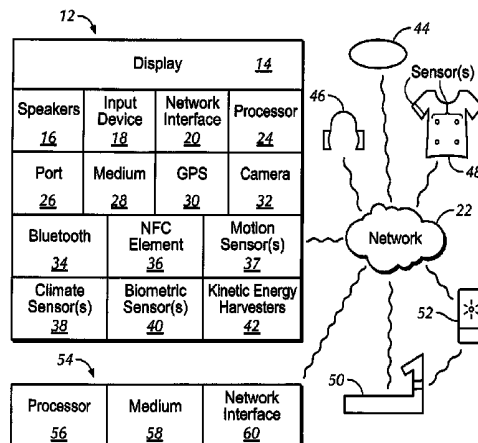 12
44
Display 14
Sensor(s)
46
Speakers Input Device Network Interface Processor
16 18 20 24
48
Port Medium GPS Camera
26 28 30 32
22
Network
Bluetooth NFC Element Motion Sensor(s)
34 36 37
52
Climate Sensor(s) Biometric Sensor(s) Kinetic Energy Harvesters
38 40 42
54
50
Processor Medium Network Interface
56 58 60